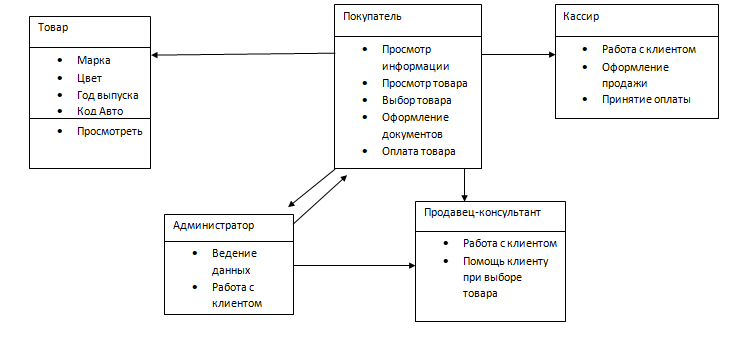 Товар
• Марка
• Цвет
• Год выпуска
• Код Авто
• Просмотреть
Покупатель
• Просмотр
информации
• Просмотр товара
• Выбор товара
• Оформление
документов
• Оплата товара
Кассир
• Работа с клиентом
• Оформление
продажи
• Принятие оплаты
Администратор
• Ведение
данных
• Работа с
клиентом
Продавец-консультант
• Работа с клиентом
• Помощь клиенту
при выборе
товара